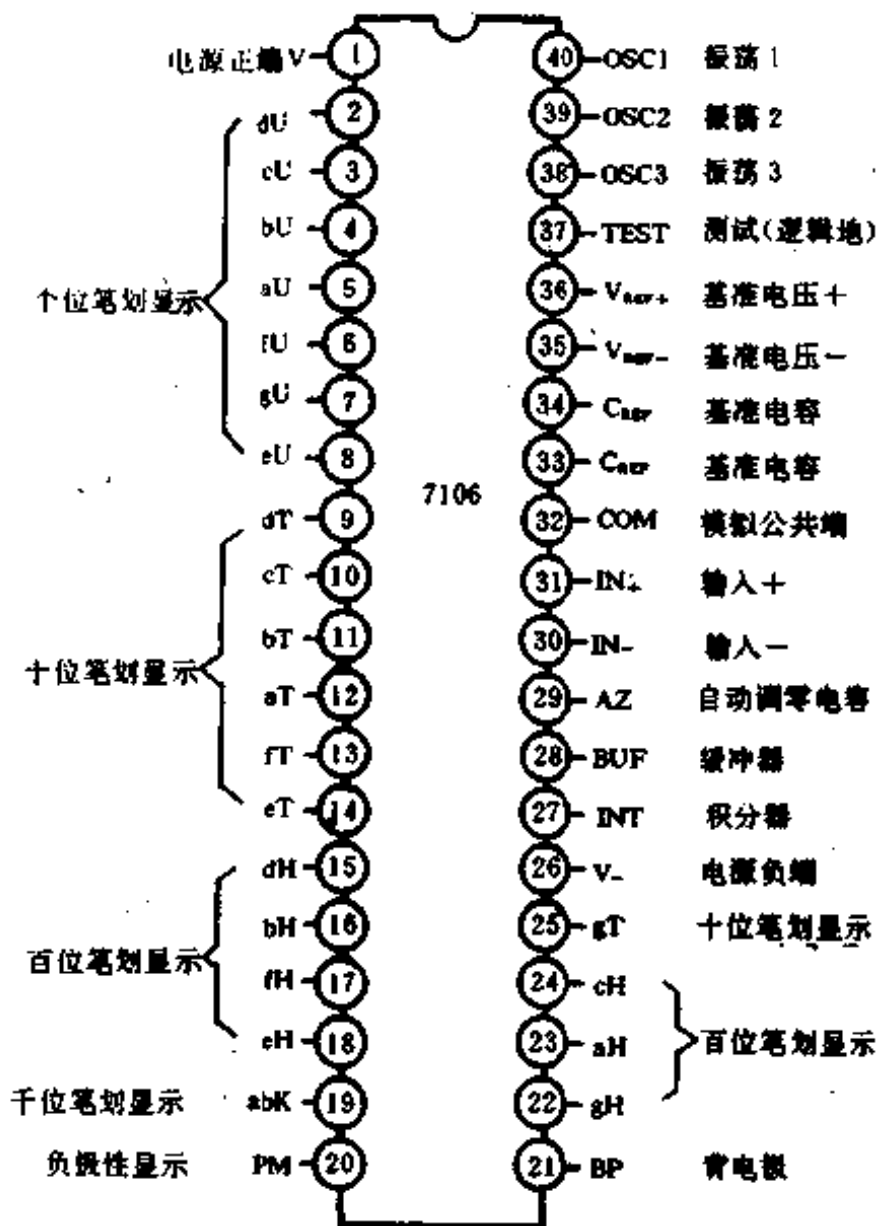 电源正端 V 1 40 OSC1 振荡 1
dU 2 39 OSC2 振荡 2
cU 3 38 OSC3 振荡 3
bU 4 37 TEST 测试(逻辑地)
个位笔划显示 aU 5 36 VREF+ 基准电压+
fU 6 35 VREF- 基准电压-
gU 7 34 CREF 基准电容
eU 8 33 CREF 基准电容
7106
dT 9 32 COM 模拟公共端
cT 10 31 IN+ 输入+
十位笔划显示 bT 11 30 IN- 输入-
aT 12 29 AZ 自动调零电容
fT 13 28 BUF 缓冲器
eT 14 27 INT 积分器
dH 15 26 V- 电源负端
百位笔划显示 bH 16 25 gT 十位笔划显示
fH 17 24 cH
eH 18 23 aH 百位笔划显示
千位笔划显示 abK 19 22 gH
负极性显示 PM 20 21 BP 背电极